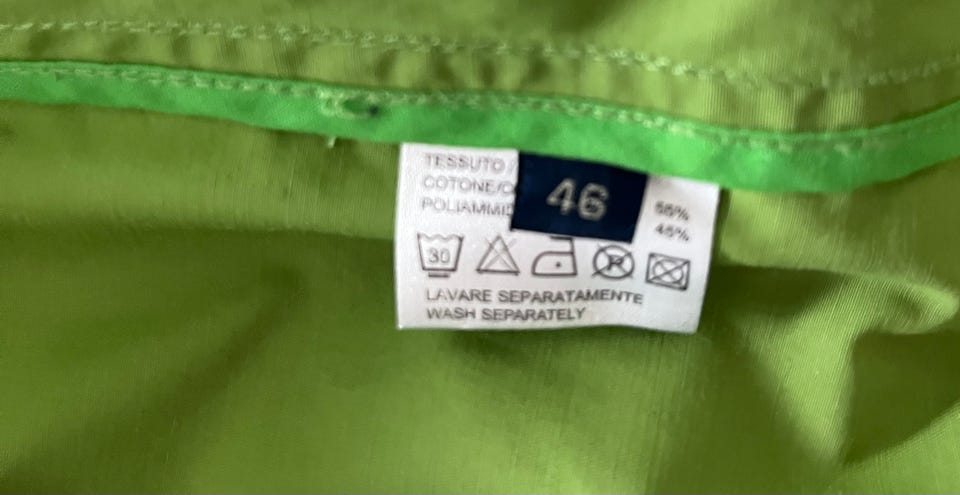 TESSUTO
COTONE/C
POLIAMMID
46
55%
45%
30
P
LAVARE SEPARATAMENTE
WASH SEPARATELY